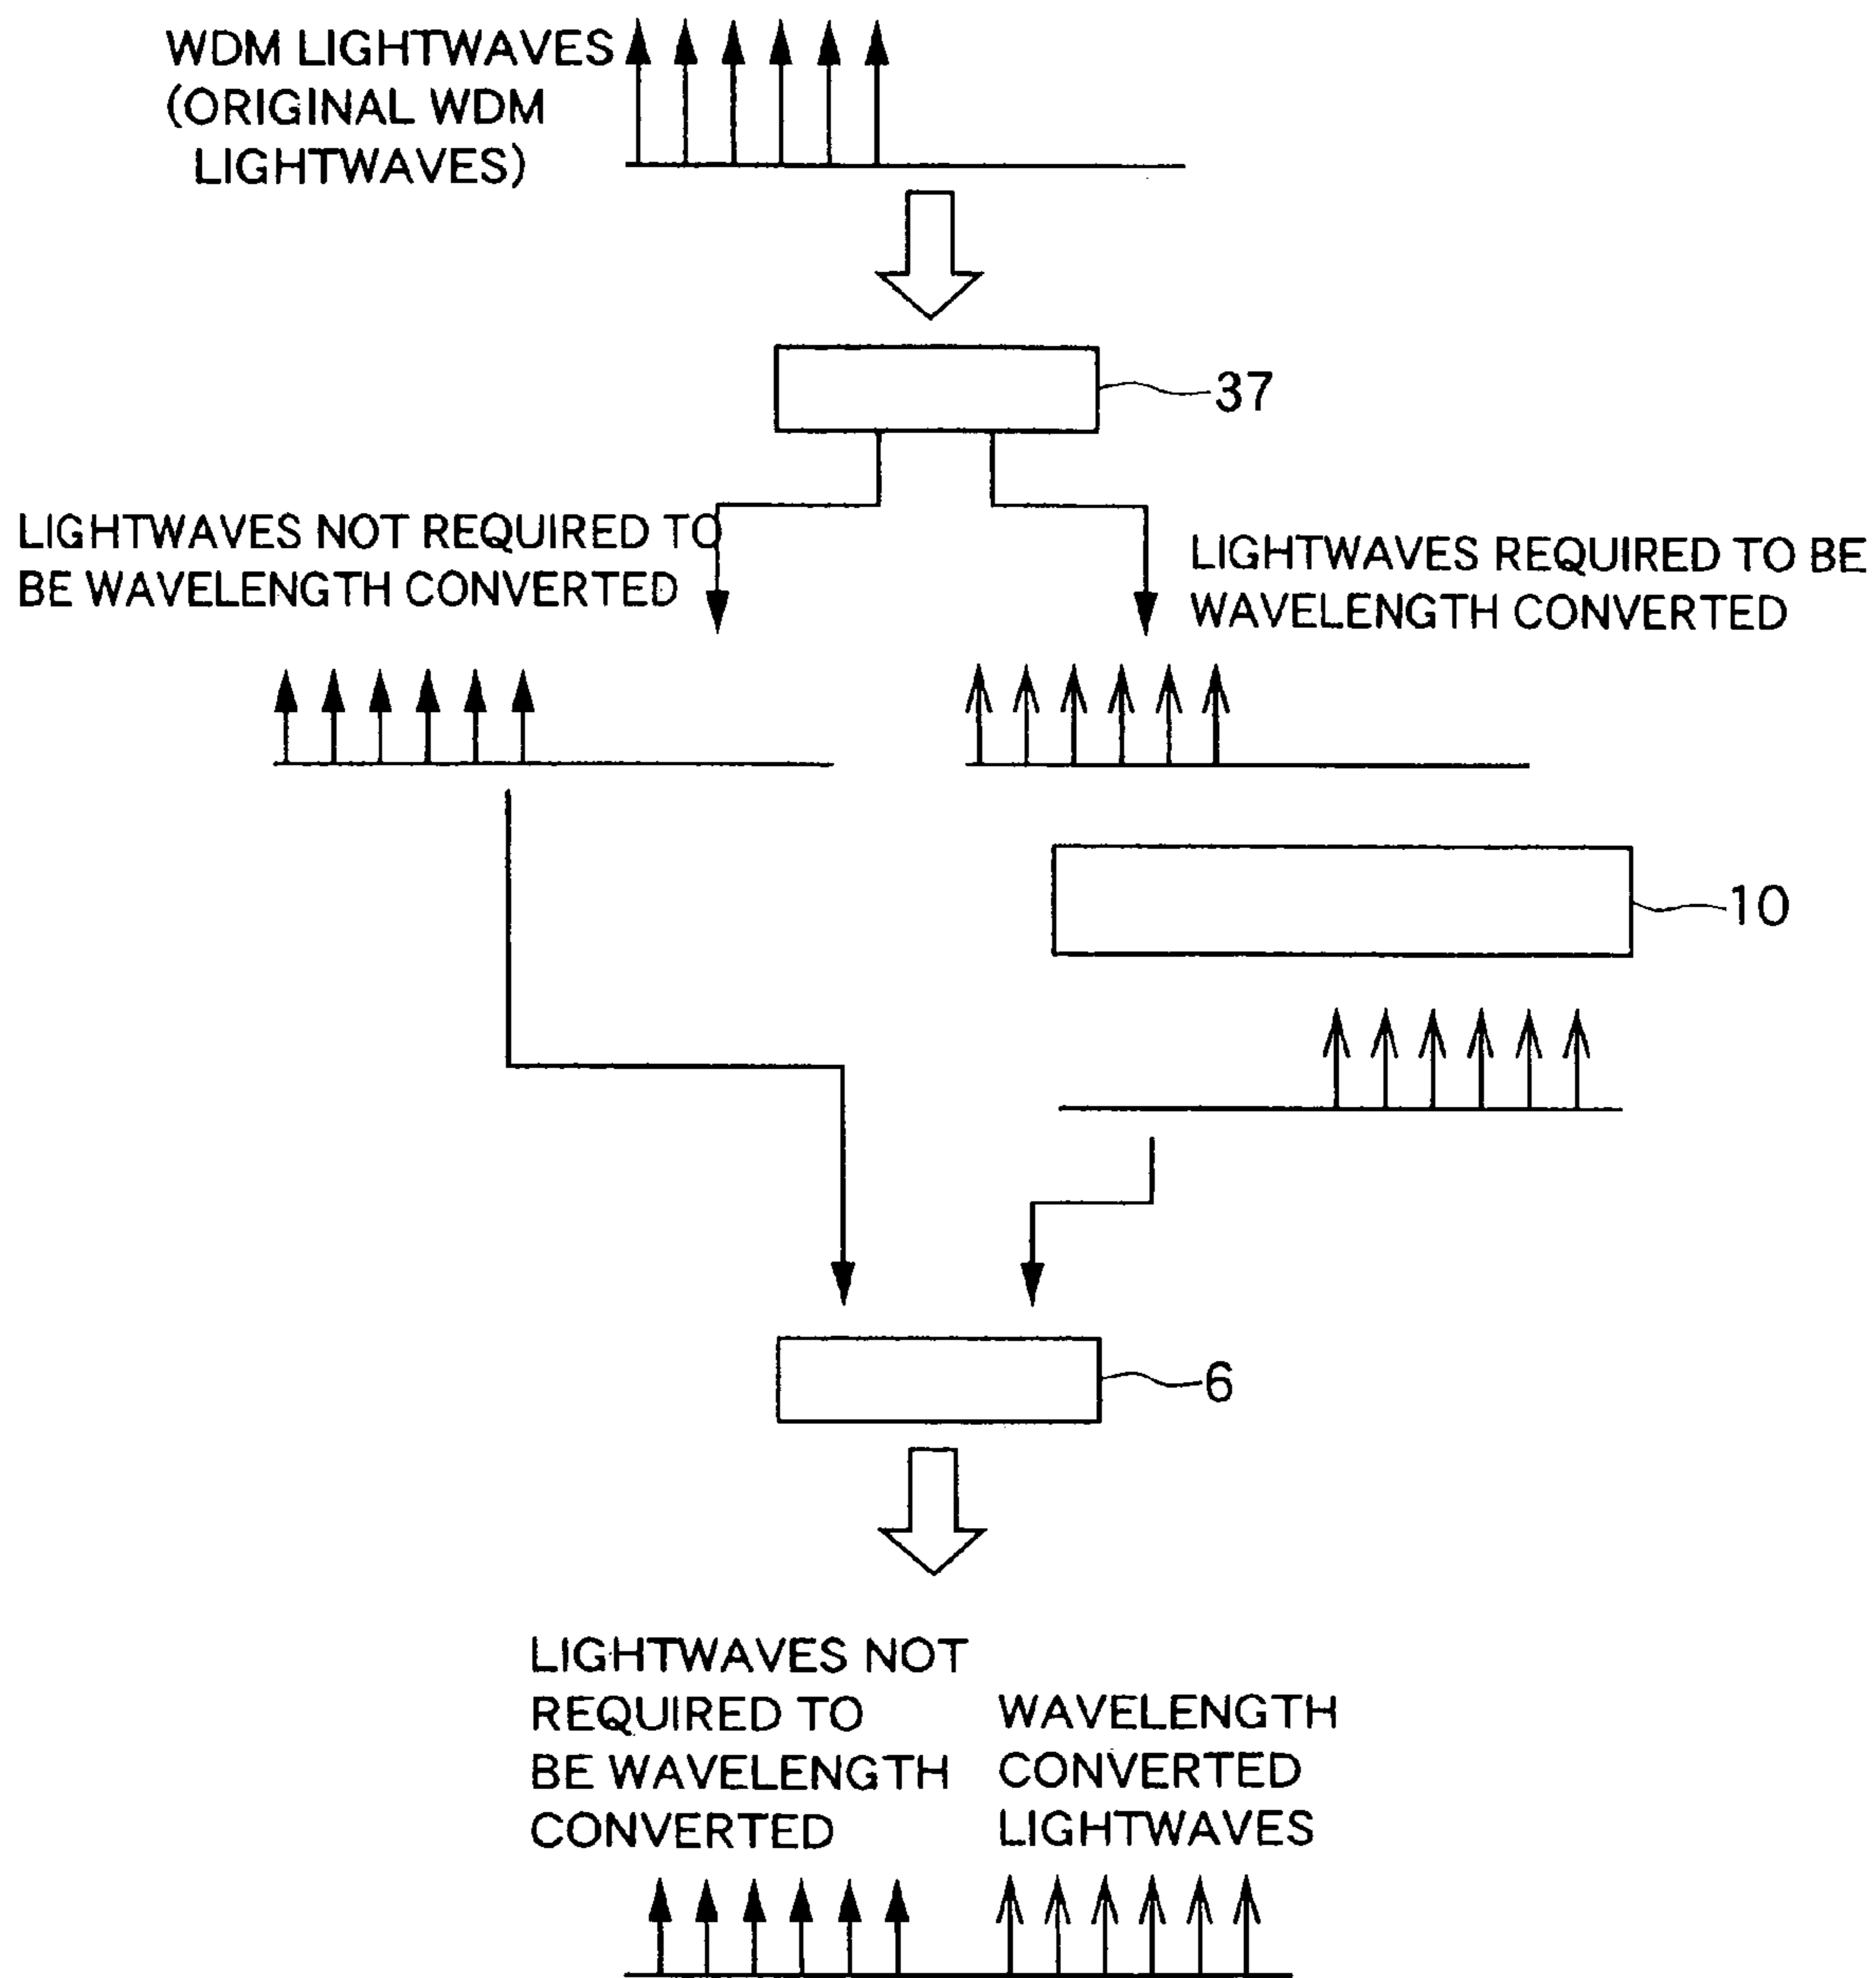 WDM LIGHTWAVES
(ORIGINAL WDM
LIGHTWAVES)
37
LIGHTWAVES NOT REQUIRED TO
BE WAVELENGTH CONVERTED
LIGHTWAVES REQUIRED TO BE
WAVELENGTH CONVERTED
10
6
LIGHTWAVES NOT
REQUIRED TO
BE WAVELENGTH
CONVERTED
WAVELENGTH
CONVERTED
LIGHTWAVES